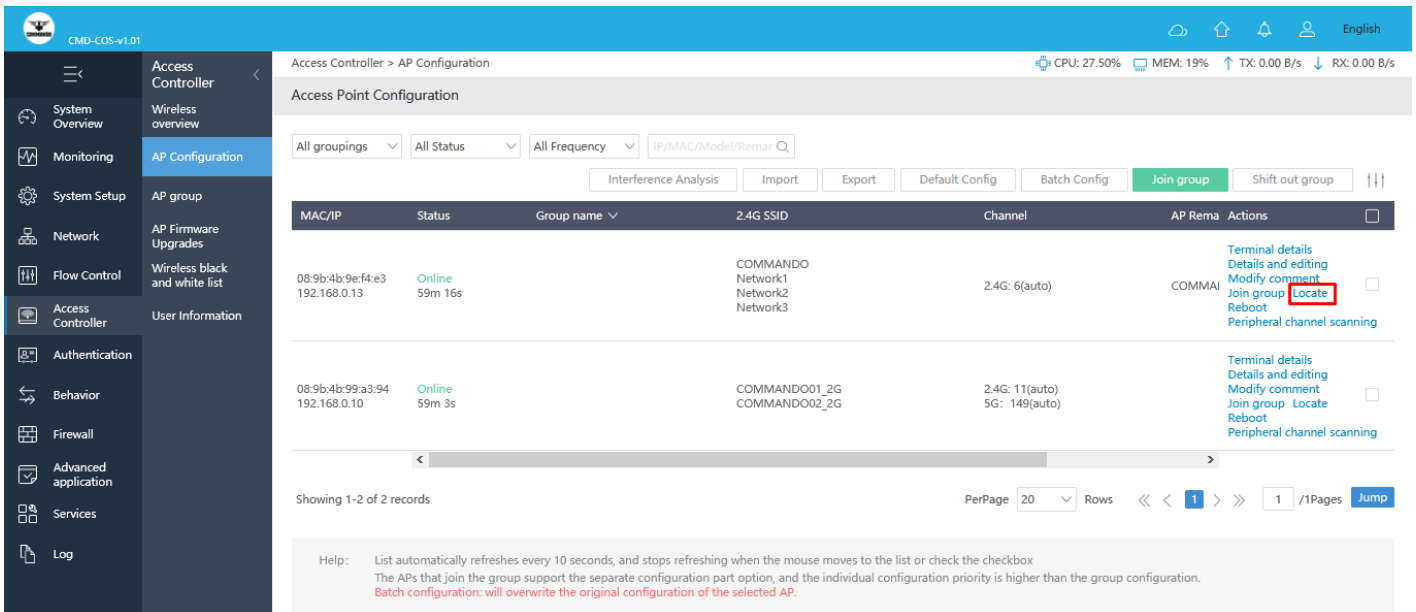 CMD-COS-v1.01
English
Access Controller
System Overview
Monitoring
System Setup
Network
Flow Control
Access Controller
Authentication
Behavior
Firewall
Advanced application
Services
Log
Wireless overview
AP Configuration
AP group
AP Firmware Upgrades
Wireless black and white list
User Information
Access Controller > AP Configuration
CPU: 27.50% MEM: 19% TX: 0.00 B/s RX: 0.00 B/s
Access Point Configuration
All groupings All Status All Frequency IP/MAC/Model/Remar
Interference Analysis Import Export Default Config Batch Config Join group Shift out group
MAC/IP Status Group name 2.4G SSID Channel AP Rema Actions
08:9b:4b:9e:f4:e3
192.168.0.13
Online
59m 16s
COMMANDO
Network1
Network2
Network3
2.4G: 6(auto)
COMMAI
Terminal details
Details and editing
Modify comment
Join group Locate
Reboot
Peripheral channel scanning
08:9b:4b:99:a3:94
192.168.0.10
Online
59m 3s
COMMANDO01_2G
COMMANDO02_2G
2.4G: 11(auto)
5G: 149(auto)
Terminal details
Details and editing
Modify comment
Join group Locate
Reboot
Peripheral channel scanning
Showing 1-2 of 2 records
PerPage 20 Rows 1 1 /1Pages Jump
Help: List automatically refreshes every 10 seconds, and stops refreshing when the mouse moves to the list or check the checkbox
The APs that join the group support the separate configuration part option, and the individual configuration priority is higher than the group configuration.
Batch configuration: will overwrite the original configuration of the selected AP.